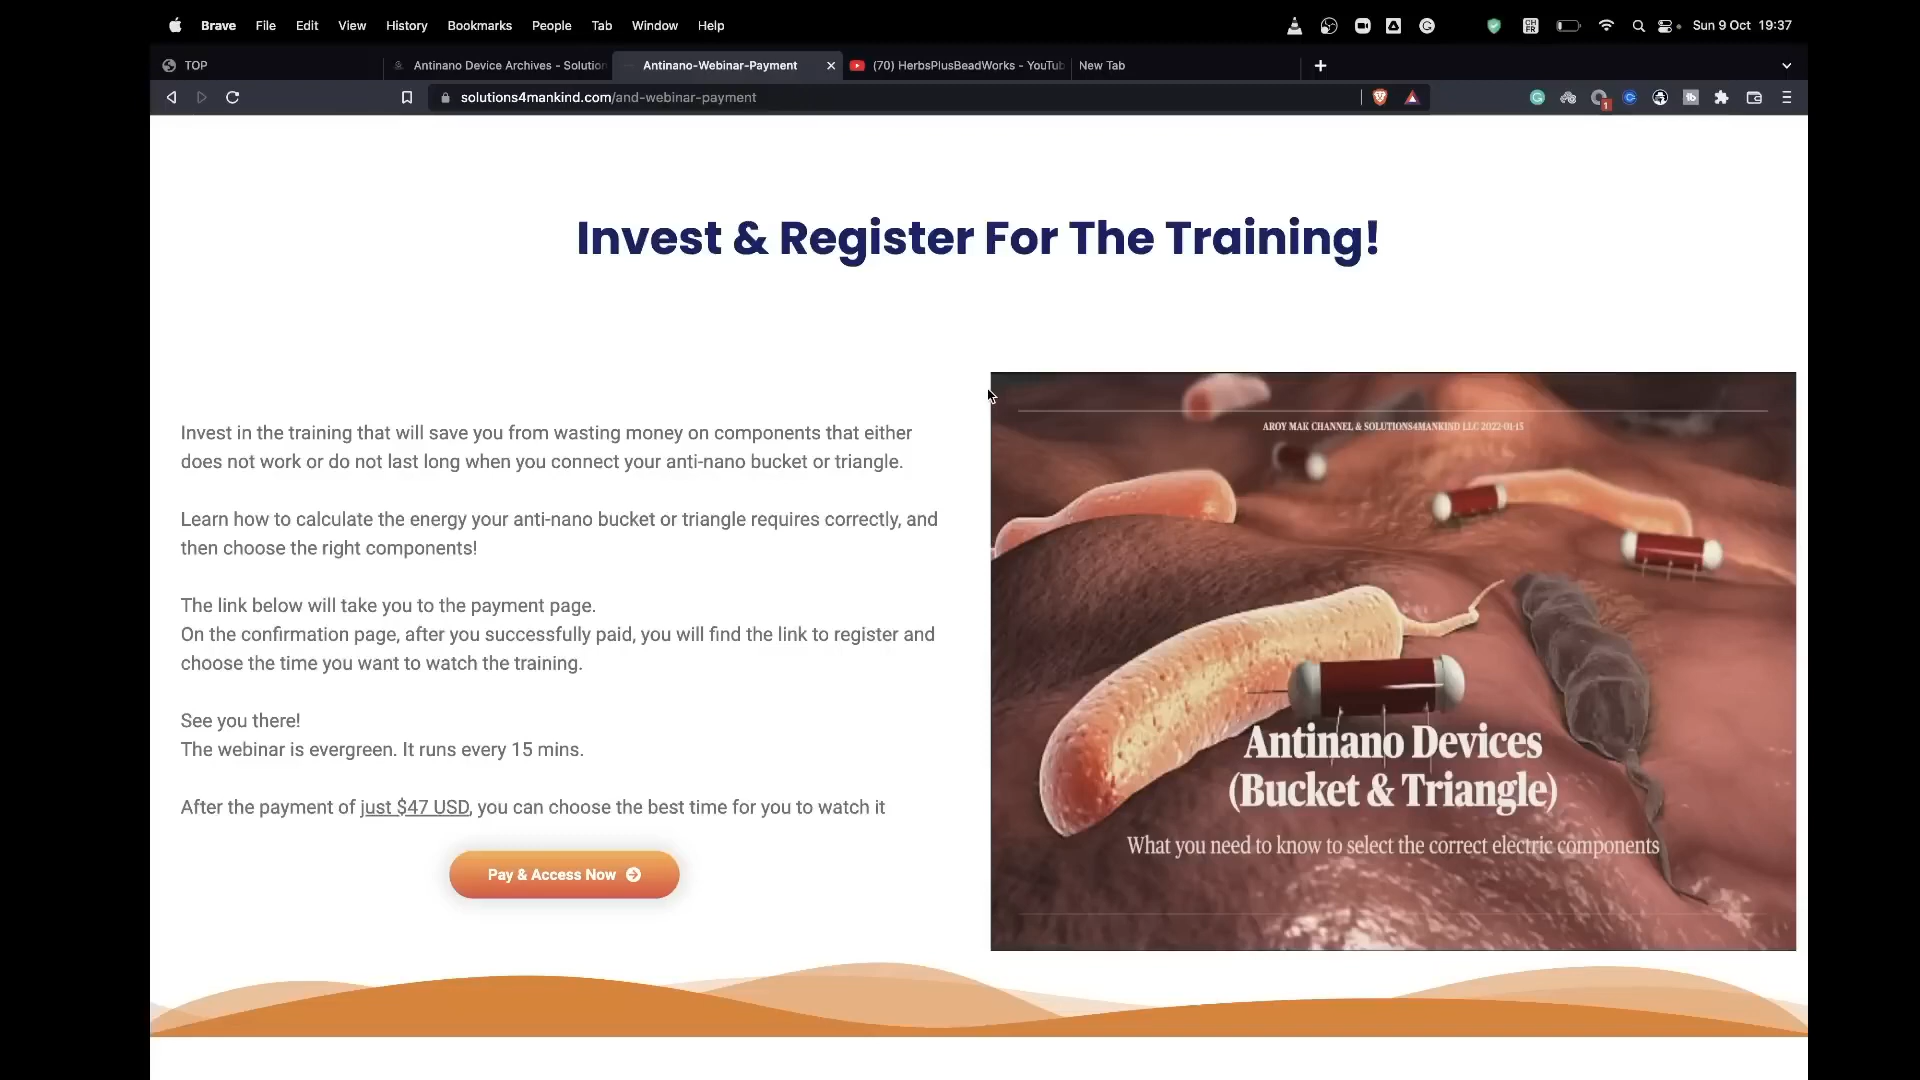 Brave File Edit View History Bookmarks People Tab Window Help
Sun 9 Oct 19:37
TOP
Antinano Device Archives - Solution
Antinano-Webinar-Payment
(70) HerbsPlusBeadWorks - YouTub
New Tab
solutions4mankind.com/and-webinar-payment
1
Invest & Register For The Training!
Invest in the training that will save you from wasting money on components that either
does not work or do not last long when you connect your anti-nano bucket or triangle.
Learn how to calculate the energy your anti-nano bucket or triangle requires correctly, and
then choose the right components!
The link below will take you to the payment page.
On the confirmation page, after you successfully paid, you will find the link to register and
choose the time you want to watch the training.
See you there!
The webinar is evergreen. It runs every 15 mins.
After the payment of just $47 USD, you can choose the best time for you to watch it
Pay & Access Now
AROY MAK CHANNEL & SOLUTIONS4MANKIND LLC 2022-01-15
Antinano Devices
(Bucket & Triangle)
What you need to know to select the correct electric components